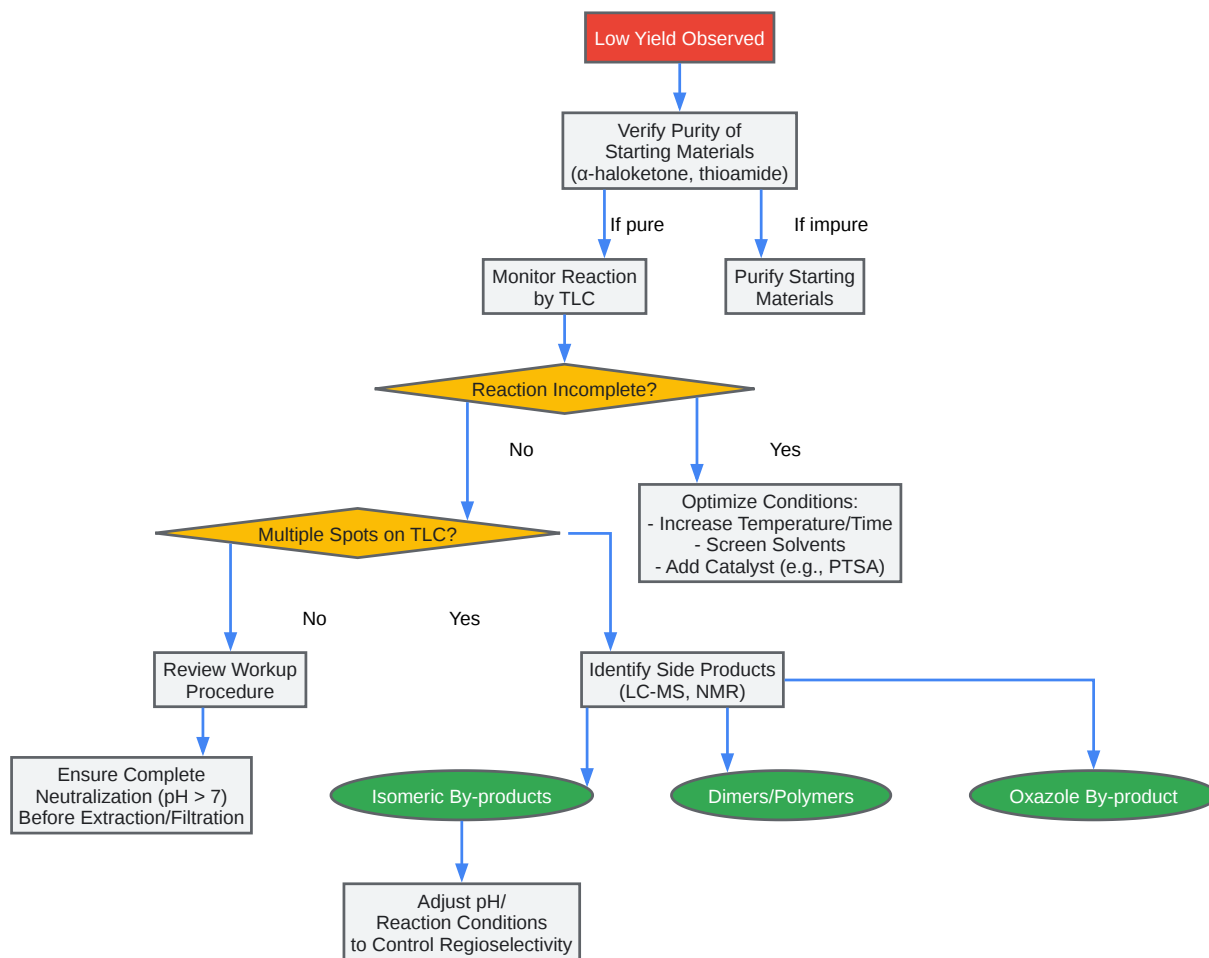 Low Yield Observed
Verify Purity of
Starting Materials
(α-haloketone, thioamide)
If pure
If impure
Monitor Reaction
by TLC
Purify Starting
Materials
Reaction Incomplete?
No
Yes
Optimize Conditions:
- Increase Temperature/Time
- Screen Solvents
- Add Catalyst (e.g., PTSA)
Multiple Spots on TLC?
No
Yes
Review Workup
Procedure
Identify Side Products
(LC-MS, NMR)
Ensure Complete
Neutralization (pH > 7)
Before Extraction/Filtration
Isomeric By-products
Dimers/Polymers
Oxazole By-product
Adjust pH/
Reaction Conditions
to Control Regioselectivity